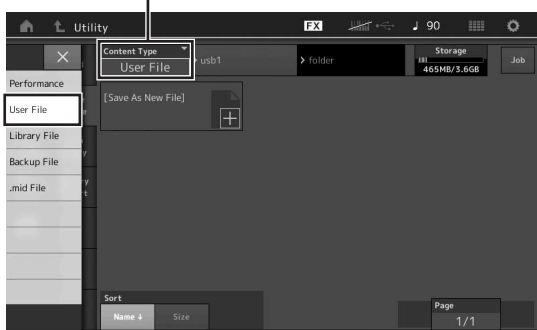 Utility
FX
♩ 90
Content Type
User File
usb1
folder
Storage
465MB/3.6GB
Job
Performance
User File
Library File
Backup File
.mid File
[Save As New File]
Sort
Name ↓
Size
Page
1/1